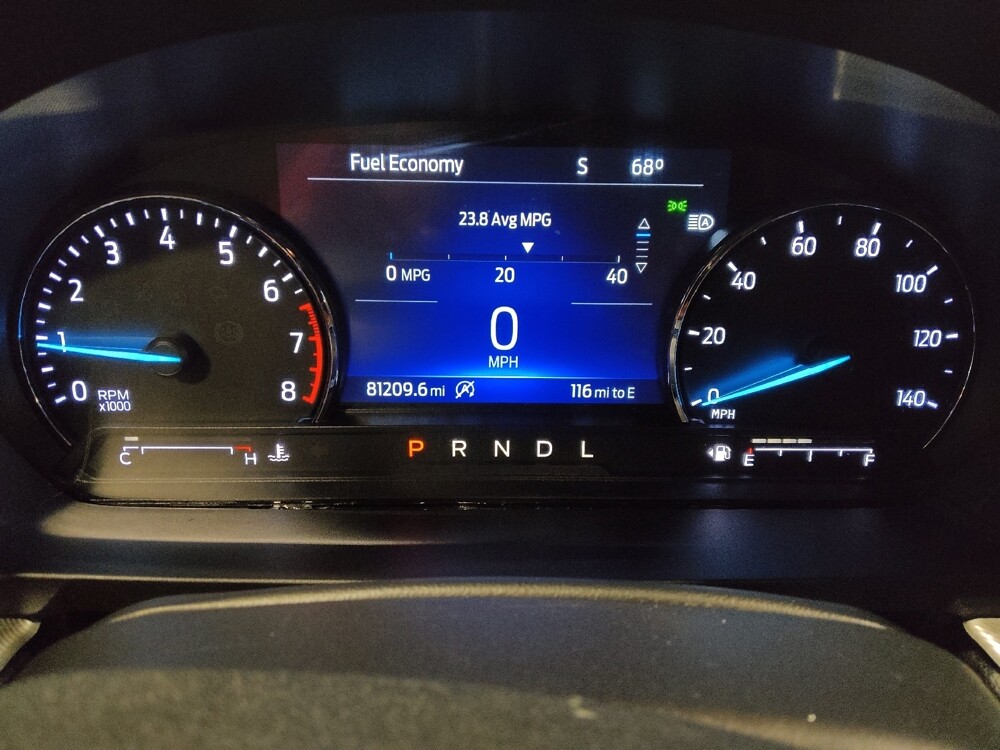 Fuel Economy S 68°
23.8 Avg MPG
0 MPG 20 40
0
MPH
81209.6 mi 116 mi to E
0 1 2 3 4 5 6 7 8
RPM
x1000
0 20 40 60 80 100 120 140
MPH
A
C H
P R N D L
E F